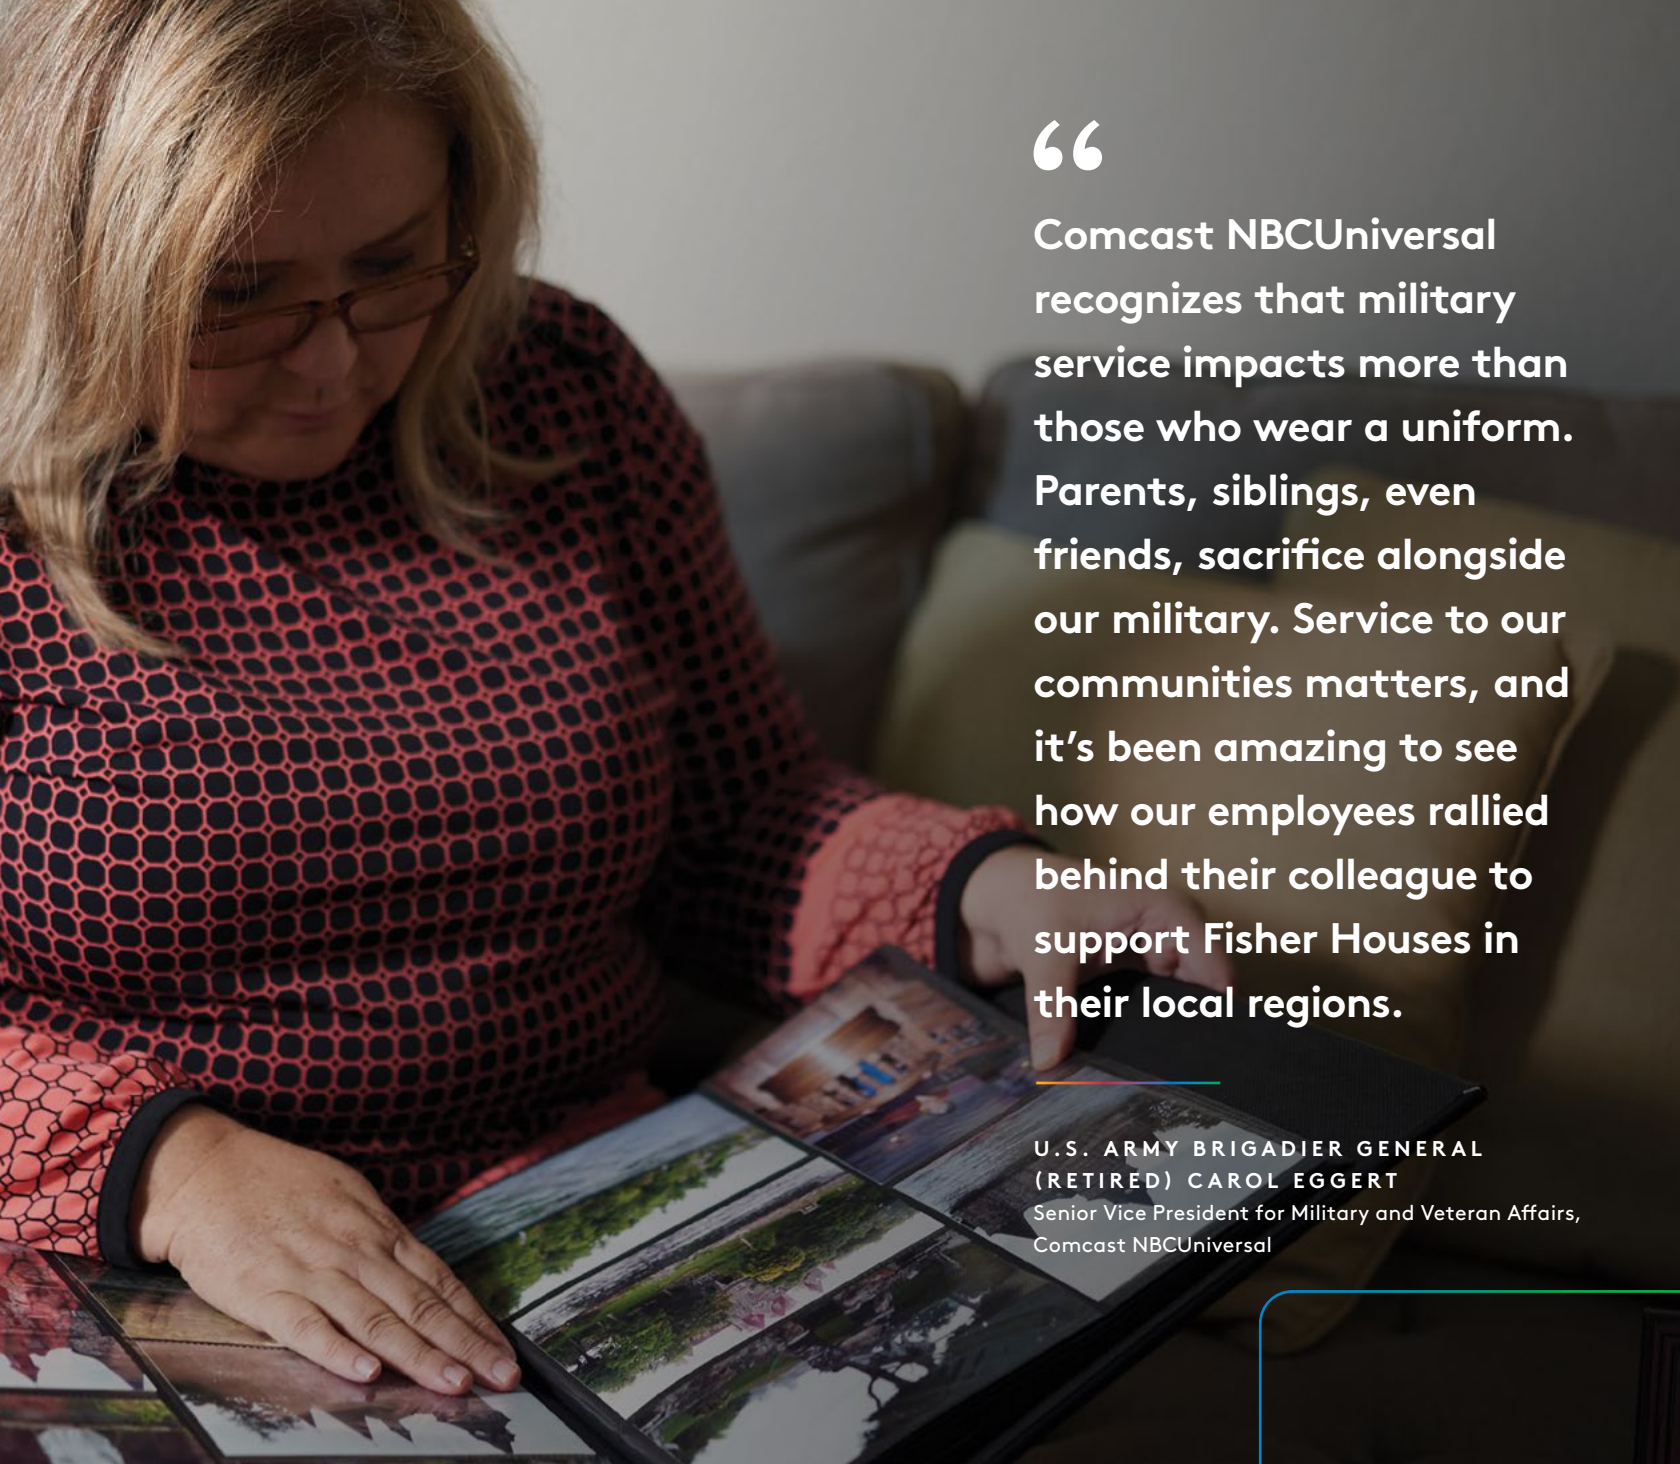 “
Comcast NBCUniversal
recognizes that military
service impacts more than
those who wear a uniform.
Parents, siblings, even
friends, sacrifice alongside
our military. Service to our
communities matters, and
it’s been amazing to see
how our employees rallied
behind their colleague to
support Fisher Houses in
their local regions.
U.S. ARMY BRIGADIER GENERAL
(RETIRED) CAROL EGGERT
Senior Vice President for Military and Veteran Affairs,
Comcast NBCUniversal